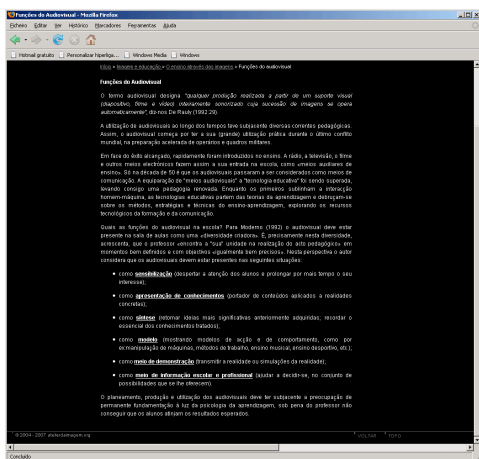 Funções do Audiovisual - Mozilla Firefox
Ficheiro Editar Ver Histórico Marcadores Ferramentas Ajuda
Hotmail gratuito Personalizar hiperliga... Windows Media Windows
Início » Imagem e educação » O ensino através das imagens » Funções do audiovisual
Funções do Audiovisual
O termo audiovisual designa "qualquer produção realizada a partir de um suporte visual
(diapositivo, filme e vídeo) inteiramente sonorizado cuja sucessão de imagens se opera
automaticamente", diz-nos De Rauly (1992:29).
A utilização de audiovisuais ao longo dos tempos teve subjacente diversas correntes pedagógicas.
Assim, o audiovisual começa por ter a sua (grande) utilização prática durante o último conflito
mundial, na preparação acelerada de operários e quadros militares.
Em face do êxito alcançado, rapidamente foram introduzidos no ensino. A rádio, a televisão, o filme
e outros meios electrónicos fazem assim a sua entrada na escola, como «meios auxiliares de
ensino». Só na década de 50 é que os audiovisuais passaram a ser considerados como meios de
comunicação. A equiparação de "meios audiovisuais" a "tecnologia educativa" foi sendo superada,
levando consigo uma pedagogia renovada. Enquanto os primeiros sublinham a interacção
homem-máquina, as tecnologias educativas partem das teorias da aprendizagem e debruçam-se
sobre os métodos, estratégias e técnicas do ensino-aprendizagem, explorando os recursos
tecnológicos da formação e da comunicação.
Quais as funções do audiovisual na escola? Para Moderno (1992) o audiovisual deve estar
presente na sala de aulas como uma «diversidade criadora». É, precisamente nesta diversidade,
acrescenta, que o professor «encontra a "sua" unidade na realização do acto pedagógico» em
momentos bem definidos e com objectivos «igualmente bem precisos». Nesta perspectiva o autor
considera que os audiovisuais devem estar presentes nas seguintes situações:
• como sensibilização (despertar a atenção dos alunos e prolongar por mais tempo o seu
interesse);
• como apresentação de conhecimentos (portador de conteúdos aplicados a realidades
concretas);
• como síntese (retomar ideias mais significativas anteriormente adquiridas; recordar o
essencial dos conhecimentos tratados);
• como modelo (mostrando modelos de acção e de comportamento, como por
ex:manipulação de máquinas, métodos de trabalho, ensino musical, ensino desportivo, etc.);
• como meio de demonstração (transmitir a realidade ou simulações da realidade);
• como meio de informação escolar e profissional (ajudar a decidir-se, no conjunto de
possibilidades que se lhe oferecem).
O planeamento, produção e utilização dos audiovisuais deve ter subjacente a preocupação de
permanente fundamentação à luz da psicologia da aprendizagem, sob pena do professor não
conseguir que os alunos atinjam os resultados esperados.
© 2004 - 2007 atelierdaimagem.org VOLTAR TOPO
Concluído